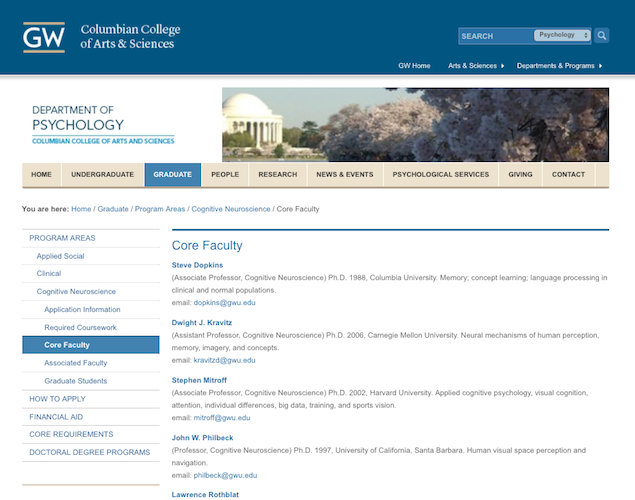 GW
Columbian College
of Arts & Sciences
SEARCH
Psychology
GW Home
Arts & Sciences
Departments & Programs
DEPARTMENT OF
PSYCHOLOGY
COLUMBIAN COLLEGE OF ARTS AND SCIENCES
HOME
UNDERGRADUATE
GRADUATE
PEOPLE
RESEARCH
NEWS & EVENTS
PSYCHOLOGICAL SERVICES
GIVING
CONTACT
You are here: Home / Graduate / Program Areas / Cognitive Neuroscience / Core Faculty
PROGRAM AREAS
Applied Social
Clinical
Cognitive Neuroscience
Application Information
Required Coursework
Core Faculty
Associated Faculty
Graduate Students
HOW TO APPLY
FINANCIAL AID
CORE REQUIREMENTS
DOCTORAL DEGREE PROGRAMS
Core Faculty
Steve Dopkins
(Associate Professor, Cognitive Neuroscience) Ph.D. 1988, Columbia University. Memory; concept learning; language processing in
clinical and normal populations.
email: dopkins@gwu.edu
Dwight J. Kravitz
(Assistant Professor, Cognitive Neuroscience) Ph.D. 2006, Carnegie Mellon University. Neural mechanisms of human perception,
memory, imagery, and concepts.
email: kravitzd@gwu.edu
Stephen Mitroff
(Associate Professor, Cognitive Neuroscience) Ph.D. 2002, Harvard University. Applied cognitive psychology, visual cognition,
attention, individual differences, big data, training, and sports vision.
email: mitroff@gwu.edu
John W. Philbeck
(Professor, Cognitive Neuroscience) Ph.D. 1997, University of California, Santa Barbara. Human visual space perception and
navigation.
email: philbeck@gwu.edu
Lawrence Rothblat